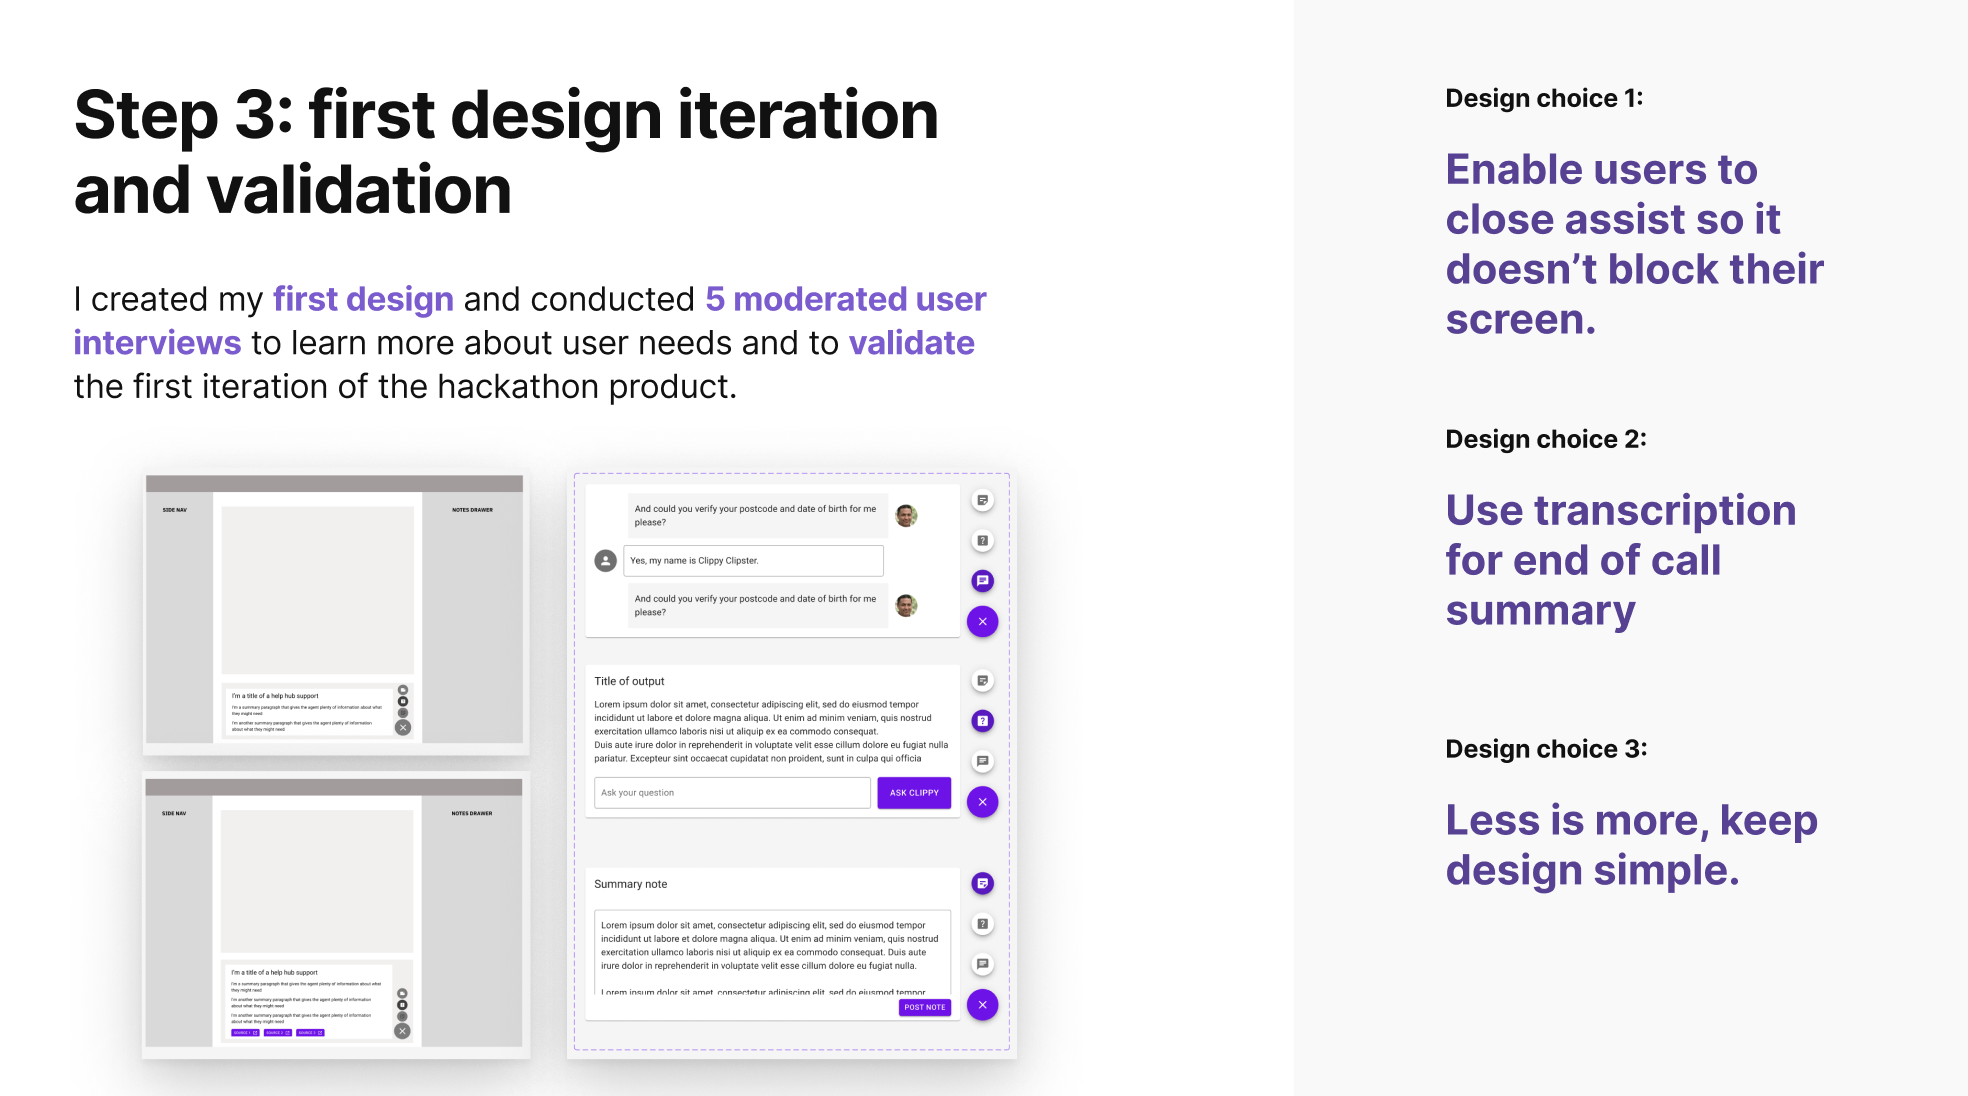 Step 3: first design iteration
and validation
I created my first design and conducted 5 moderated user
interviews to learn more about user needs and to validate
the first iteration of the hackathon product.
SIDE NAV
NOTES DRAWER
I'm a title of a help hub support
I'm a summary paragraph that gives the agent plenty of information about what
they might need
I'm another summary paragraph that gives the agent plenty of information
about what they might need
SIDE NAV
NOTES DRAWER
I'm a title of a help hub support
I'm a summary paragraph that gives the agent plenty of information about what
they might need
I'm another summary paragraph that gives the agent plenty of information
about what they might need
I'm another summary paragraph that gives the agent plenty of information
about what they might need
SOURCE 1 SOURCE 2 SOURCE 3
And could you verify your postcode and date of birth for me
please?
Yes, my name is Clippy Clipster.
And could you verify your postcode and date of birth for me
please?
Title of output
Lorem ipsum dolor sit amet, consectetur adipiscing elit, sed do eiusmod tempor
incididunt ut labore et dolore magna aliqua. Ut enim ad minim veniam, quis nostrud
exercitation ullamco laboris nisi ut aliquip ex ea commodo consequat.
Duis aute irure dolor in reprehenderit in voluptate velit esse cillum dolore eu fugiat nulla
pariatur. Excepteur sint occaecat cupidatat non proident, sunt in culpa qui officia
Ask your question
ASK CLIPPY
Summary note
Lorem ipsum dolor sit amet, consectetur adipiscing elit, sed do eiusmod tempor
incididunt ut labore et dolore magna aliqua. Ut enim ad minim veniam, quis nostrud
exercitation ullamco laboris nisi ut aliquip ex ea commodo consequat. Duis aute
irure dolor in reprehenderit in voluptate velit esse cillum dolore eu fugiat nulla.
Lorem ipsum dolor sit amet, consectetur adipiscing elit, sed do eiusmod tempor
POST NOTE
Design choice 1:
Enable users to
close assist so it
doesn’t block their
screen.
Design choice 2:
Use transcription
for end of call
summary
Design choice 3:
Less is more, keep
design simple.